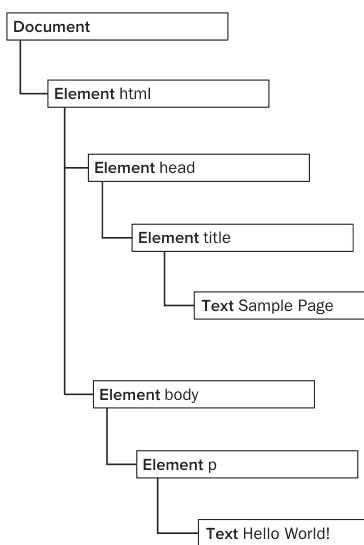 Document
Element html
Element head
Element title
Text Sample Page
Element body
Element p
Text Hello World!